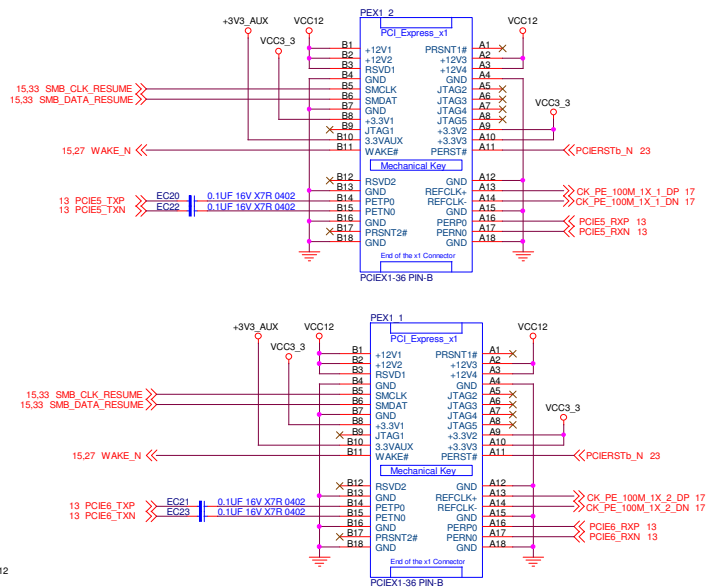 PEX1_2
+3V3_AUX VCC12 PCI_Express_x1 VCC12
VCC3_3
B1 +12V1 PRSNT1# A1
B2 +12V2 +12V3 A2
B3 RSVD1 +12V4 A3
B4 GND GND A4
15,33 SMB_CLK_RESUME B5 SMCLK JTAG2 A5
15,33 SMB_DATA_RESUME B6 SMDAT JTAG3 A6
B7 GND JTAG4 A7 VCC3_3
B8 +3.3V1 JTAG5 A8
B9 JTAG1 +3.3V2 A9
B10 3.3VAUX +3.3V3 A10
15,27 WAKE_N B11 WAKE# PERST# A11 PCIERSTb_N 23
Mechanical Key
B12 RSVD2 GND A12
B13 GND REFCLK+ A13 CK_PE_100M_1X_1_DP 17
13 PCIE5_TXP EC20 0.1UF 16V X7R 0402 B14 PETP0 REFCLK- A14 CK_PE_100M_1X_1_DN 17
13 PCIE5_TXN EC22 0.1UF 16V X7R 0402 B15 PETN0 GND A15
B16 GND PERP0 A16 PCIE5_RXP 13
B17 PRSNT2# PERN0 A17 PCIE5_RXN 13
B18 GND GND A18
End of the x1 Connector
PCIEX1-36 PIN-B
PEX1_1
+3V3_AUX VCC12 PCI_Express_x1 VCC12
VCC3_3
B1 +12V1 PRSNT1# A1
B2 +12V2 +12V3 A2
B3 RSVD1 +12V4 A3
B4 GND GND A4
15,33 SMB_CLK_RESUME B5 SMCLK JTAG2 A5
15,33 SMB_DATA_RESUME B6 SMDAT JTAG3 A6
B7 GND JTAG4 A7 VCC3_3
B8 +3.3V1 JTAG5 A8
B9 JTAG1 +3.3V2 A9
B10 3.3VAUX +3.3V3 A10
15,27 WAKE_N B11 WAKE# PERST# A11 PCIERSTb_N 23
Mechanical Key
B12 RSVD2 GND A12
B13 GND REFCLK+ A13 CK_PE_100M_1X_2_DP 17
13 PCIE6_TXP EC21 0.1UF 16V X7R 0402 B14 PETP0 REFCLK- A14 CK_PE_100M_1X_2_DN 17
13 PCIE6_TXN EC23 0.1UF 16V X7R 0402 B15 PETN0 GND A15
B16 GND PERP0 A16 PCIE6_RXP 13
B17 PRSNT2# PERN0 A17 PCIE6_RXN 13
B18 GND GND A18
End of the x1 Connector
12
PCIEX1-36 PIN-B